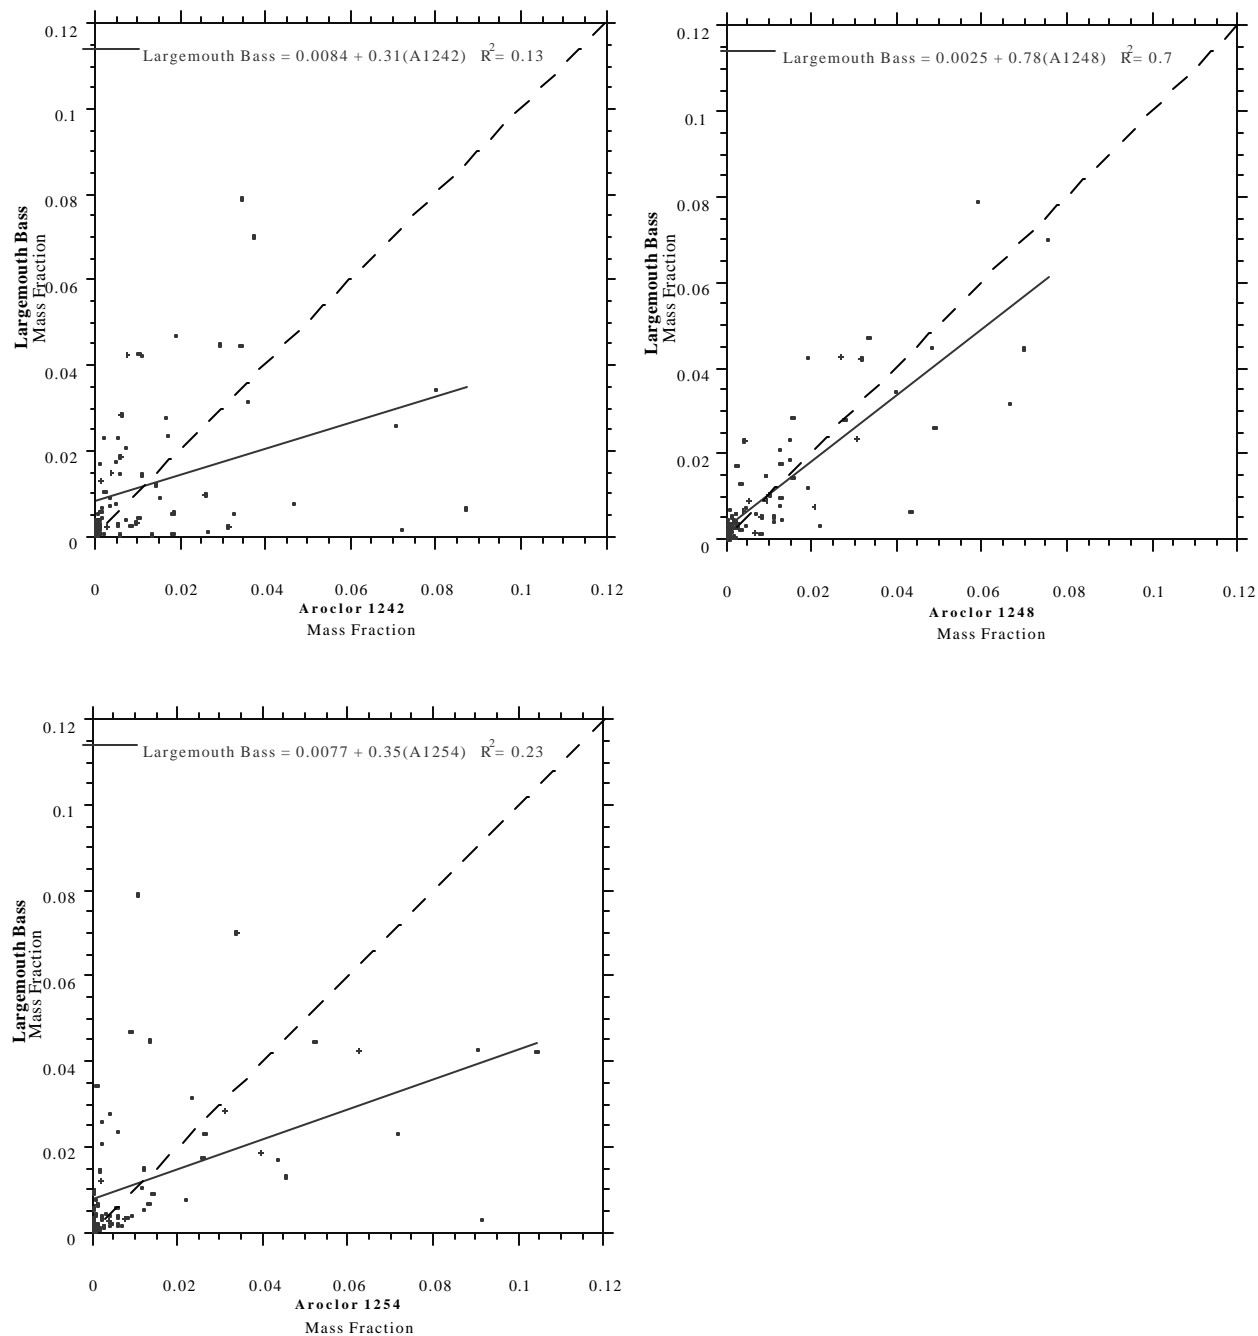 0.12
Largemouth Bass = 0.0084 + 0.31(A1242) R²= 0.13
0.1
0.08
0.06
0.04
0.02
0
Largemouth Bass
Mass Fraction
0 0.02 0.04 0.06 0.08 0.1 0.12
Aroclor 1242
Mass Fraction
0.12
Largemouth Bass = 0.0025 + 0.78(A1248) R²= 0.7
0.1
0.08
0.06
0.04
0.02
0
Largemouth Bass
Mass Fraction
0 0.02 0.04 0.06 0.08 0.1 0.12
Aroclor 1248
Mass Fraction
0.12
Largemouth Bass = 0.0077 + 0.35(A1254) R²= 0.23
0.1
0.08
0.06
0.04
0.02
0
Largemouth Bass
Mass Fraction
0 0.02 0.04 0.06 0.08 0.1 0.12
Aroclor 1254
Mass Fraction